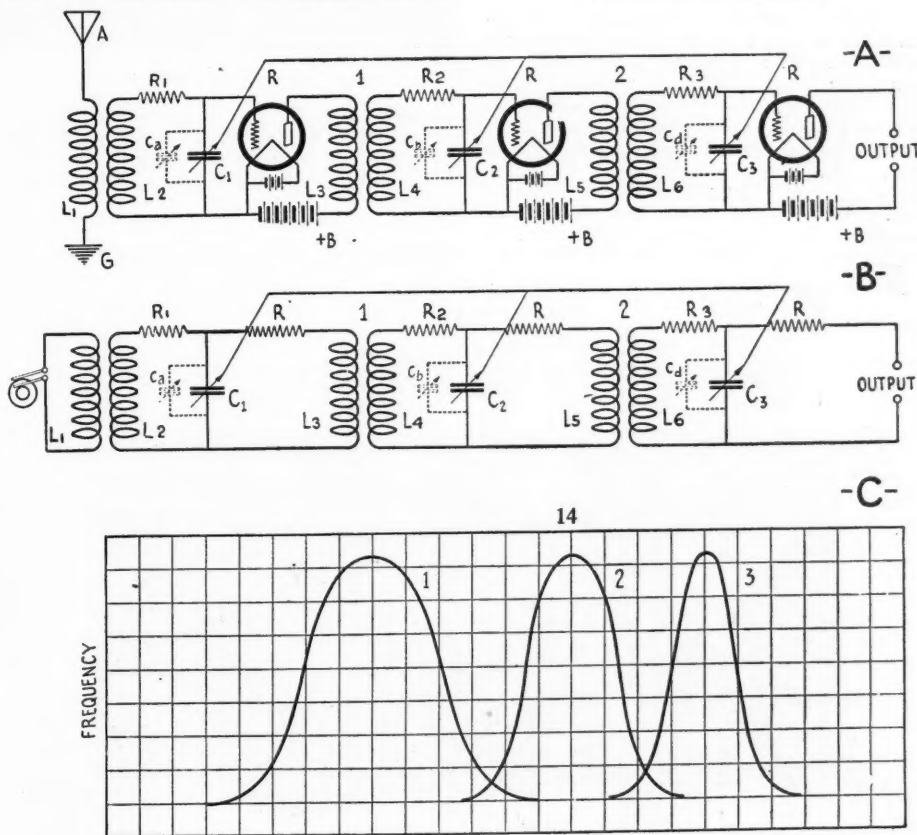 A
-A-
R1 R 1 R2 R 2 R3 R
Ca Cb Cd OUTPUT
C1 C2 C3
L1 L2 L3 L4 L5 L6
+B +B +B
G
-B-
R1 R 1 R2 R 2 R3 R
Ca Cb Cd
C1 C2 C3 OUTPUT
L1 L2 L3 L4 L5 L6
-C-
14
1 2 3
FREQUENCY